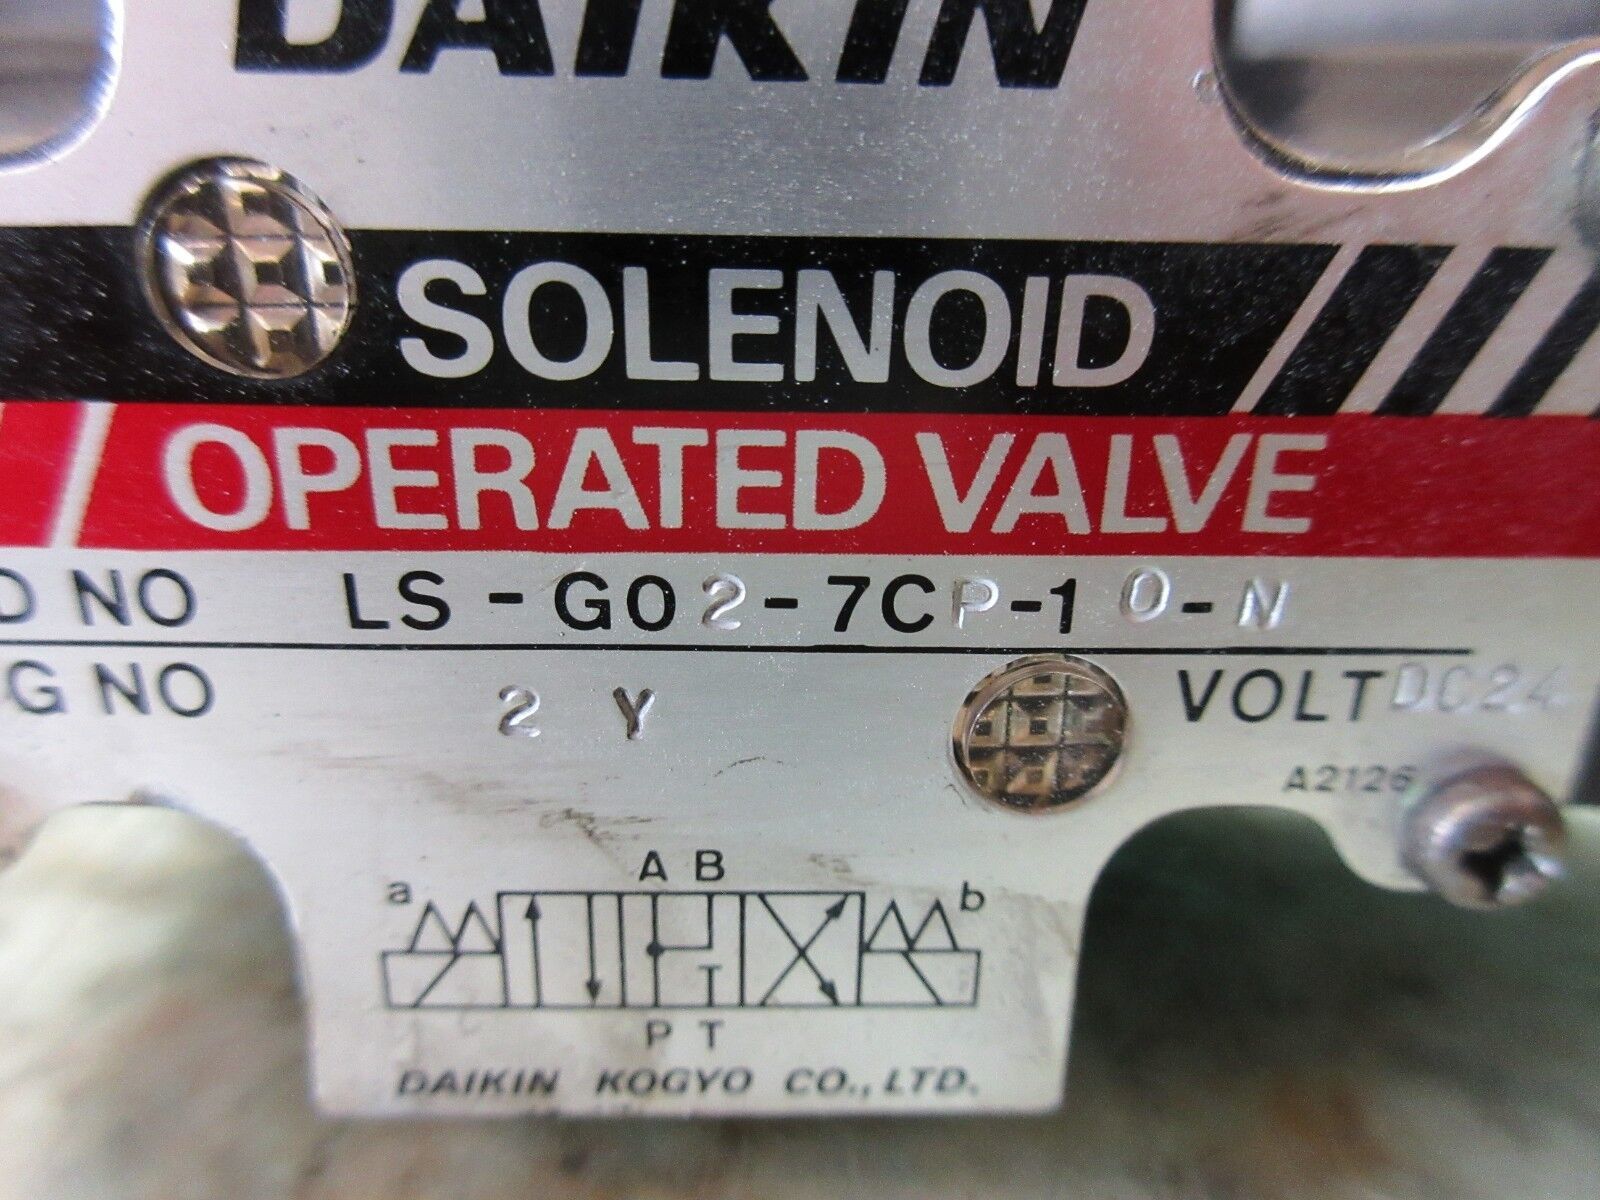 DAIKIN
SOLENOID
OPERATED VALVE
D NO LS-G02-7CP-10-N
G NO 2 Y VOLT DC24
A2126
A B
a b
T
P T
DAIKIN KOGYO CO., LTD.